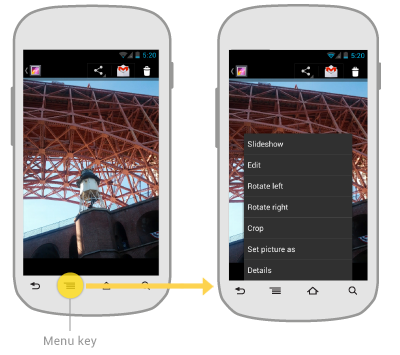 5:20
5:20
Slideshow
Edit
Rotate left
Rotate right
Crop
Set picture as
Details
Menu key